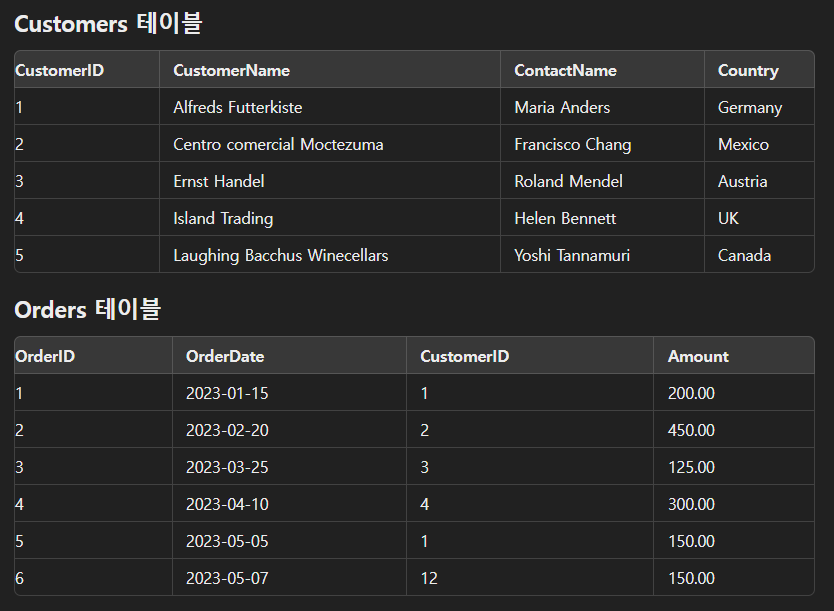 Customers 테이블
CustomerID CustomerName ContactName Country
1 Alfreds Futterkiste Maria Anders Germany
2 Centro comercial Moctezuma Francisco Chang Mexico
3 Ernst Handel Roland Mendel Austria
4 Island Trading Helen Bennett UK
5 Laughing Bacchus Winecellars Yoshi Tannamuri Canada
Orders 테이블
OrderID OrderDate CustomerID Amount
1 2023-01-15 1 200.00
2 2023-02-20 2 450.00
3 2023-03-25 3 125.00
4 2023-04-10 4 300.00
5 2023-05-05 1 150.00
6 2023-05-07 12 150.00